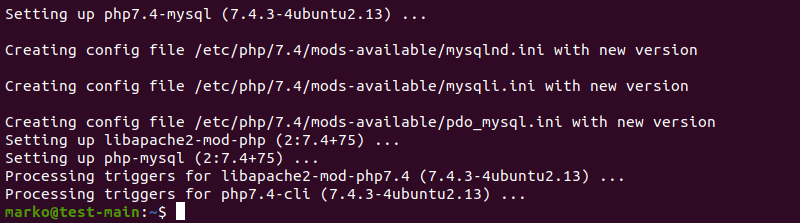 Setting up php7.4-mysql (7.4.3-4ubuntu2.13) ...
Creating config file /etc/php/7.4/mods-available/mysqlnd.ini with new version
Creating config file /etc/php/7.4/mods-available/mysqli.ini with new version
Creating config file /etc/php/7.4/mods-available/pdo_mysql.ini with new version
Setting up libapache2-mod-php (2:7.4+75) ...
Setting up php-mysql (2:7.4+75) ...
Processing triggers for libapache2-mod-php7.4 (7.4.3-4ubuntu2.13) ...
Processing triggers for php7.4-cli (7.4.3-4ubuntu2.13) ...
marko@test-main:~$